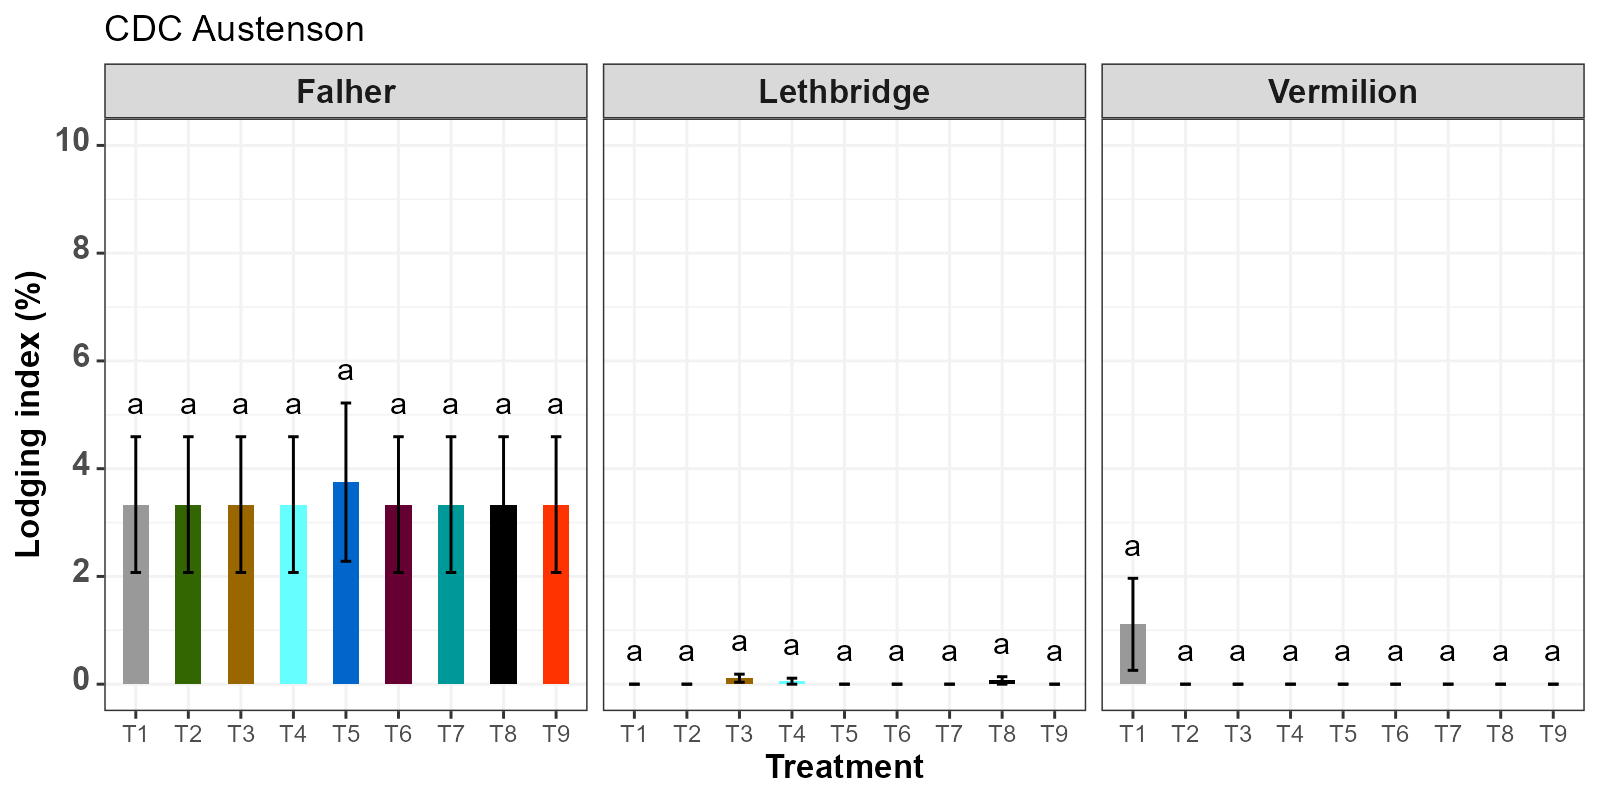 CDC Austenson
Falher Lethbridge Vermilion
10
8
6
4
2
0
Lodging index (%)
a a a a a a a a a
a a a a a a a a a
a a a a a a a a a
T1 T2 T3 T4 T5 T6 T7 T8 T9 T1 T2 T3 T4 T5 T6 T7 T8 T9 T1 T2 T3 T4 T5 T6 T7 T8 T9
Treatment